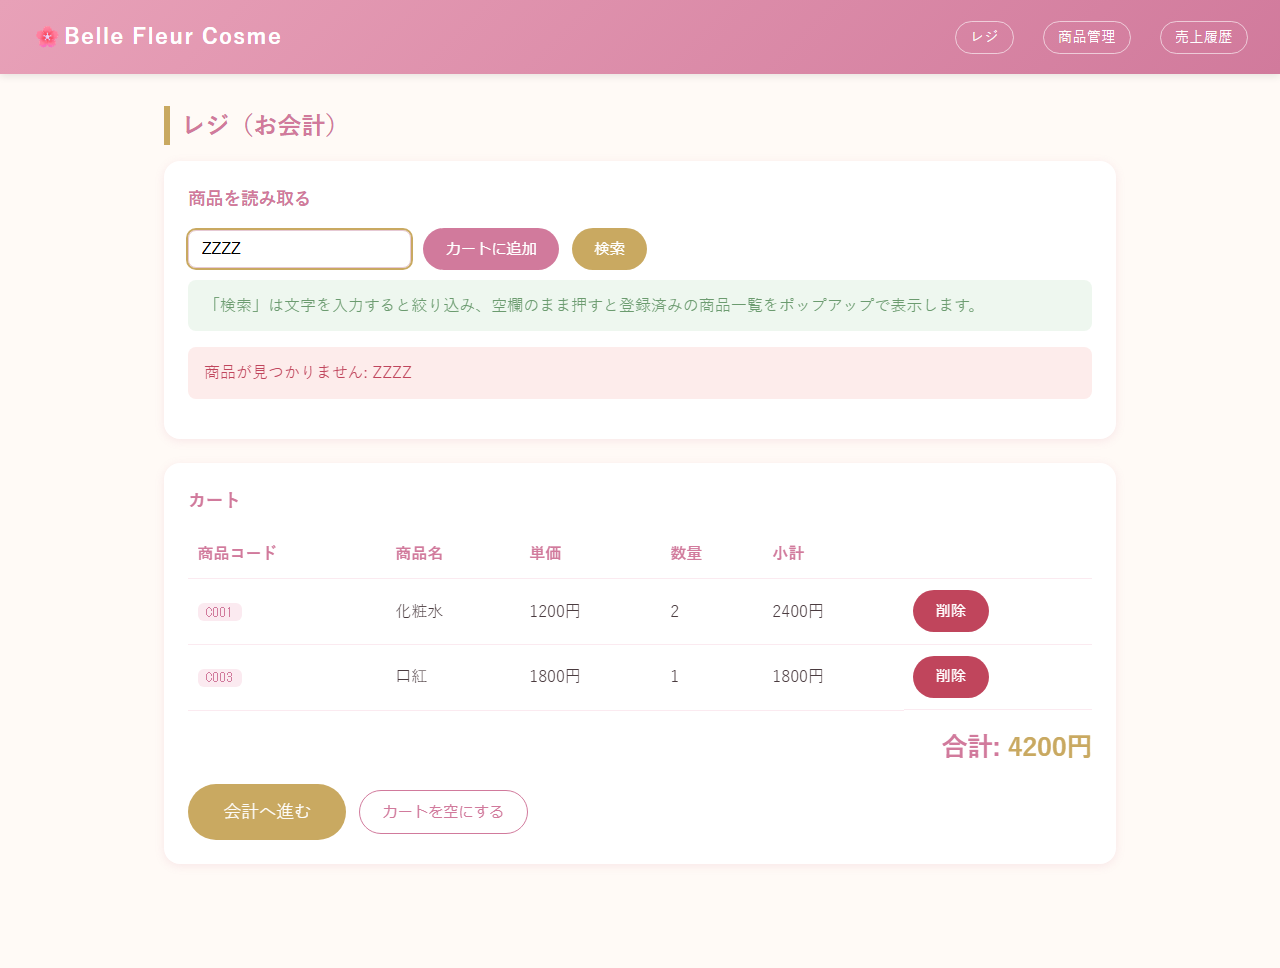 🌸 Belle Fleur Cosme
レジ
商品管理
売上履歴
レジ（お会計）
商品を読み取る
ZZZZ
カートに追加
検索
「検索」は文字を入力すると絞り込み、空欄のまま押すと登録済みの商品一覧をポップアップで表示します。
商品が見つかりません: ZZZZ
カート
商品コード 商品名 単価 数量 小計
C001 化粧水 1200円 2 2400円 削除
C003 口紅 1800円 1 1800円 削除
合計: 4200円
会計へ進む
カートを空にする